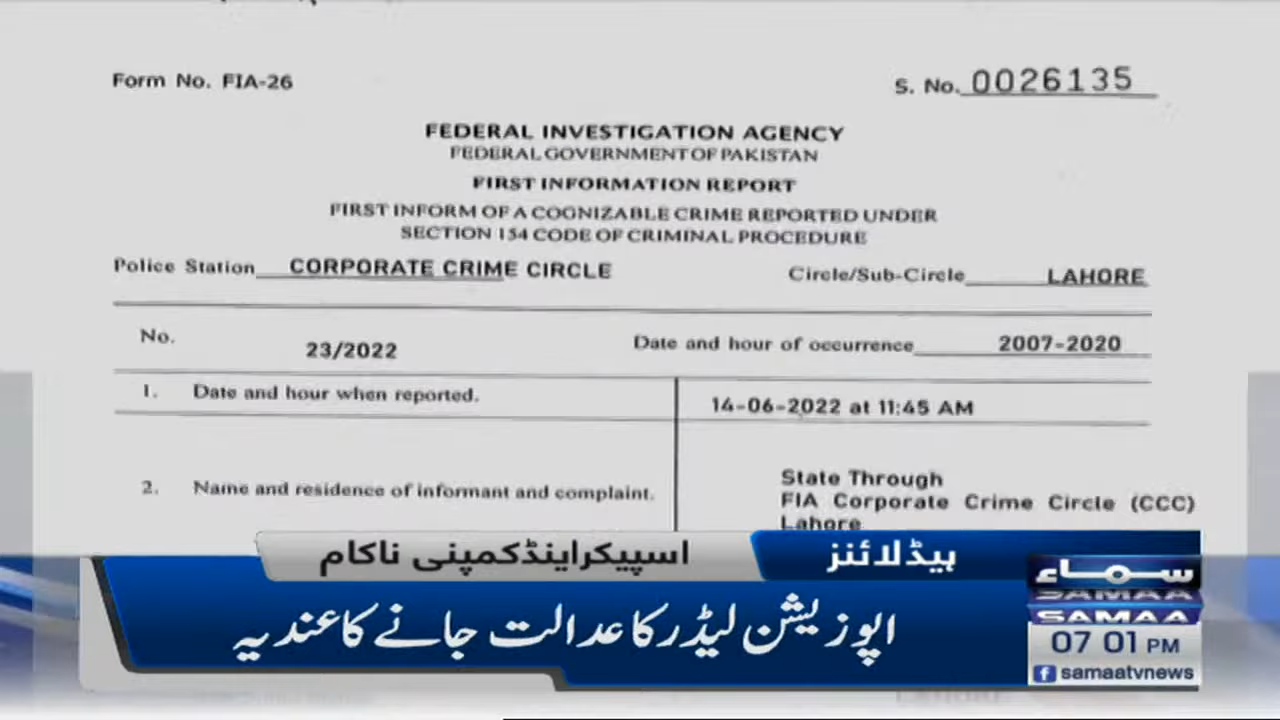 Form No. FIA-26
S. No. 0026135
FEDERAL INVESTIGATION AGENCY
FEDERAL GOVERNMENT OF PAKISTAN
FIRST INFORMATION REPORT
FIRST INFORM OF A COGNIZABLE CRIME REPORTED UNDER
SECTION 154 CODE OF CRIMINAL PROCEDURE
Police Station CORPORATE CRIME CIRCLE
Circle/Sub-Circle LAHORE
No. 23/2022
Date and hour of occurrence 2007-2020
1. Date and hour when reported.
14-06-2022 at 11:45 AM
2. Name and residence of informant and complaint.
State Through
FIA Corporate Crime Circle (CCC)
Lahore
ہیڈلائنز
اسپیکراینڈکمپنی ناکام
اپوزیشن لیڈر کا عدالت جانے کا عندیہ
سماء
SAMAA
07 01 PM
samaatvnews